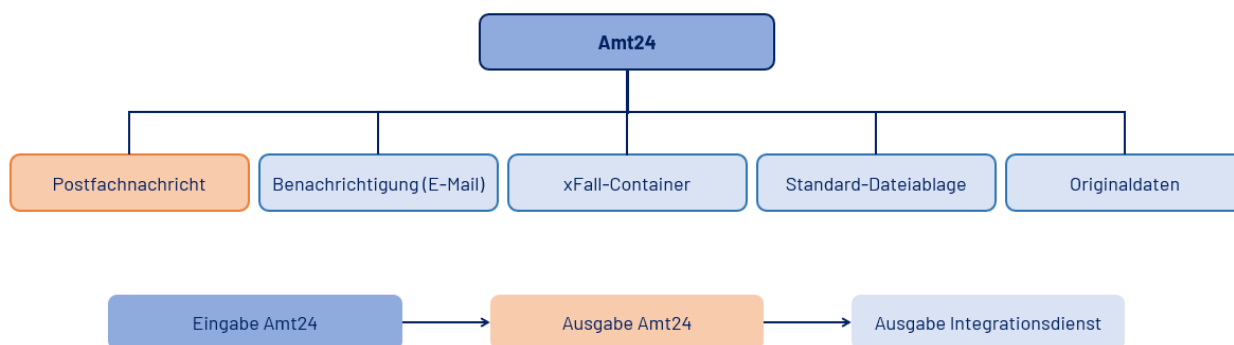 Amt24
Postfachnachricht
Benachrichtigung (E-Mail)
xFall-Container
Standard-Dateiablage
Originaldaten
Eingabe Amt24
Ausgabe Amt24
Ausgabe Integrationsdienst